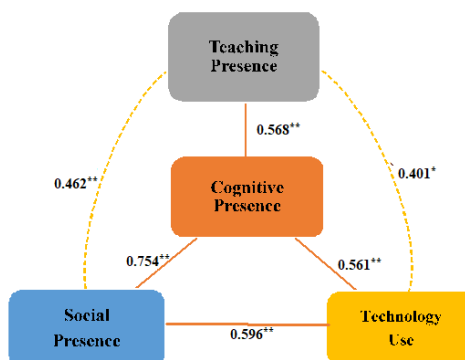 Teaching
Presence
0.568**
0.462**
0.401*
Cognitive
Presence
0.754**
0.561**
Social
Presence
0.596**
Technology
Use